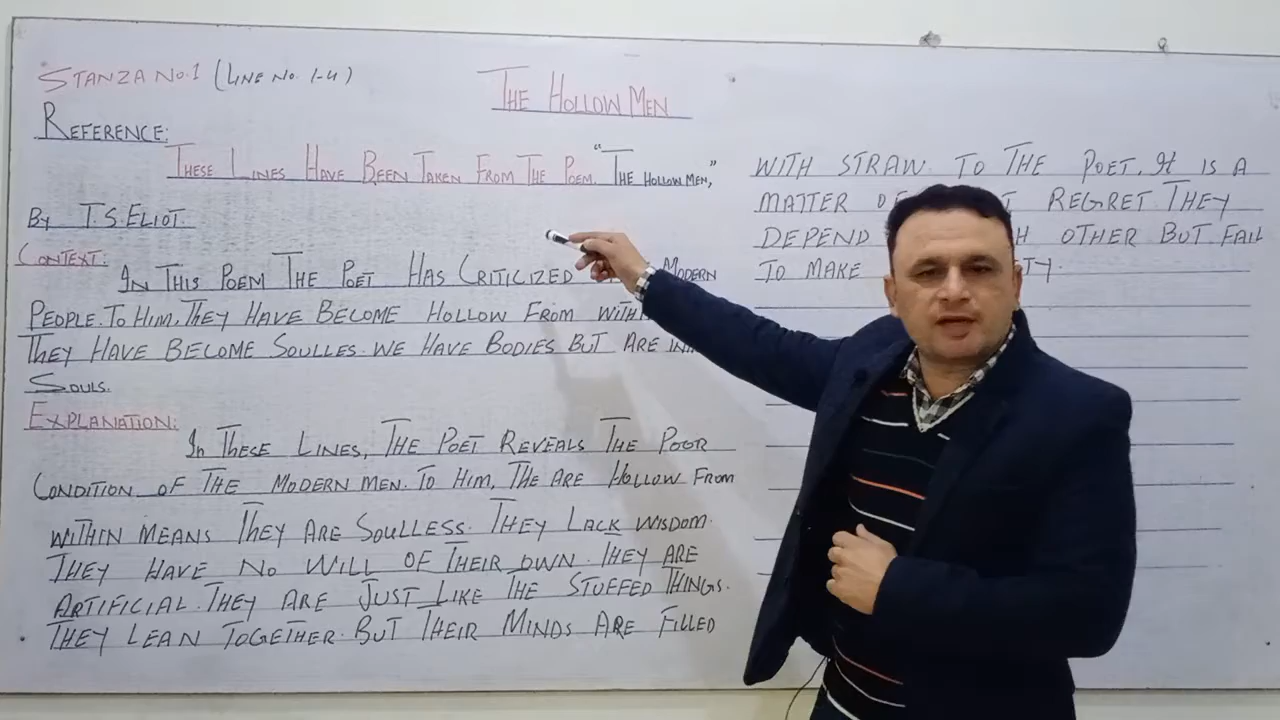 STANZA NO.1 (LINE NO. 1-4)
THE HOLLOW MEN
REFERENCE:
THESE LINES HAVE BEEN TAKEN FROM THE POEM. "THE HOLLOW MEN,"
BY T.S. ELIOT.
CONTEXT:
IN THIS POEM THE POET HAS CRITICIZED MODERN
PEOPLE. TO HIM, THEY HAVE BECOME HOLLOW FROM
THEY HAVE BECOME SOULLES. WE HAVE BODIES BUT ARE
SOULS.
EXPLANATION:
IN THESE LINES, THE POET REVEALS THE POOR
CONDITION OF THE MODERN MEN. TO HIM, THE ARE HOLLOW FROM
WITHIN MEANS THEY ARE SOULLESS. THEY LACK WISDOM.
THEY HAVE NO WILL OF THEIR OWN. THEY ARE
ARTIFICIAL. THEY ARE JUST LIKE THE STUFFED THINGS.
THEY LEAN TOGETHER. BUT THEIR MINDS ARE FILLED
WITH STRAW. TO THE POET, It IS A
MATTER REGRET. THEY
DEPEND OTHER BUT FAIL
TO MAKE